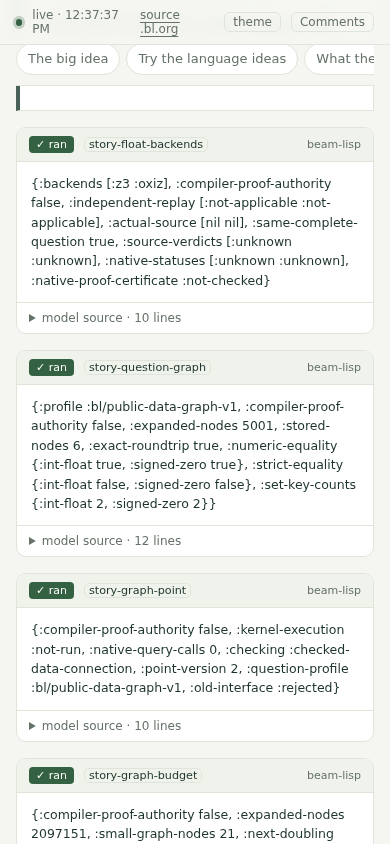 live · 12:37:37 PM
source.bl.org
theme
Comments
The big idea
Try the language ideas
What the
✓ ran
story-float-backends
beam-lisp
{:backends [:z3 :oxiz], :compiler-proof-authority
false, :independent-replay [:not-applicable :not-
applicable], :actual-source [nil nil], :same-complete-
question true, :source-verdicts [:unknown
:unknown], :native-statuses [:unknown :unknown],
:native-proof-certificate :not-checked}
▶ model source · 10 lines
✓ ran
story-question-graph
beam-lisp
{:profile :bl/public-data-graph-v1, :compiler-proof-
authority false, :expanded-nodes 5001, :stored-
nodes 6, :exact-roundtrip true, :numeric-equality
{:int-float true, :signed-zero true}, :strict-equality
{:int-float false, :signed-zero false}, :set-key-counts
{:int-float 2, :signed-zero 2}}
▶ model source · 12 lines
✓ ran
story-graph-point
beam-lisp
{:compiler-proof-authority false, :kernel-execution
:not-run, :native-query-calls 0, :checking :checked-
data-connection, :point-version 2, :question-profile
:bl/public-data-graph-v1, :old-interface :rejected}
▶ model source · 10 lines
✓ ran
story-graph-budget
beam-lisp
{:compiler-proof-authority false, :expanded-nodes
2097151, :small-graph-nodes 21, :next-doubling